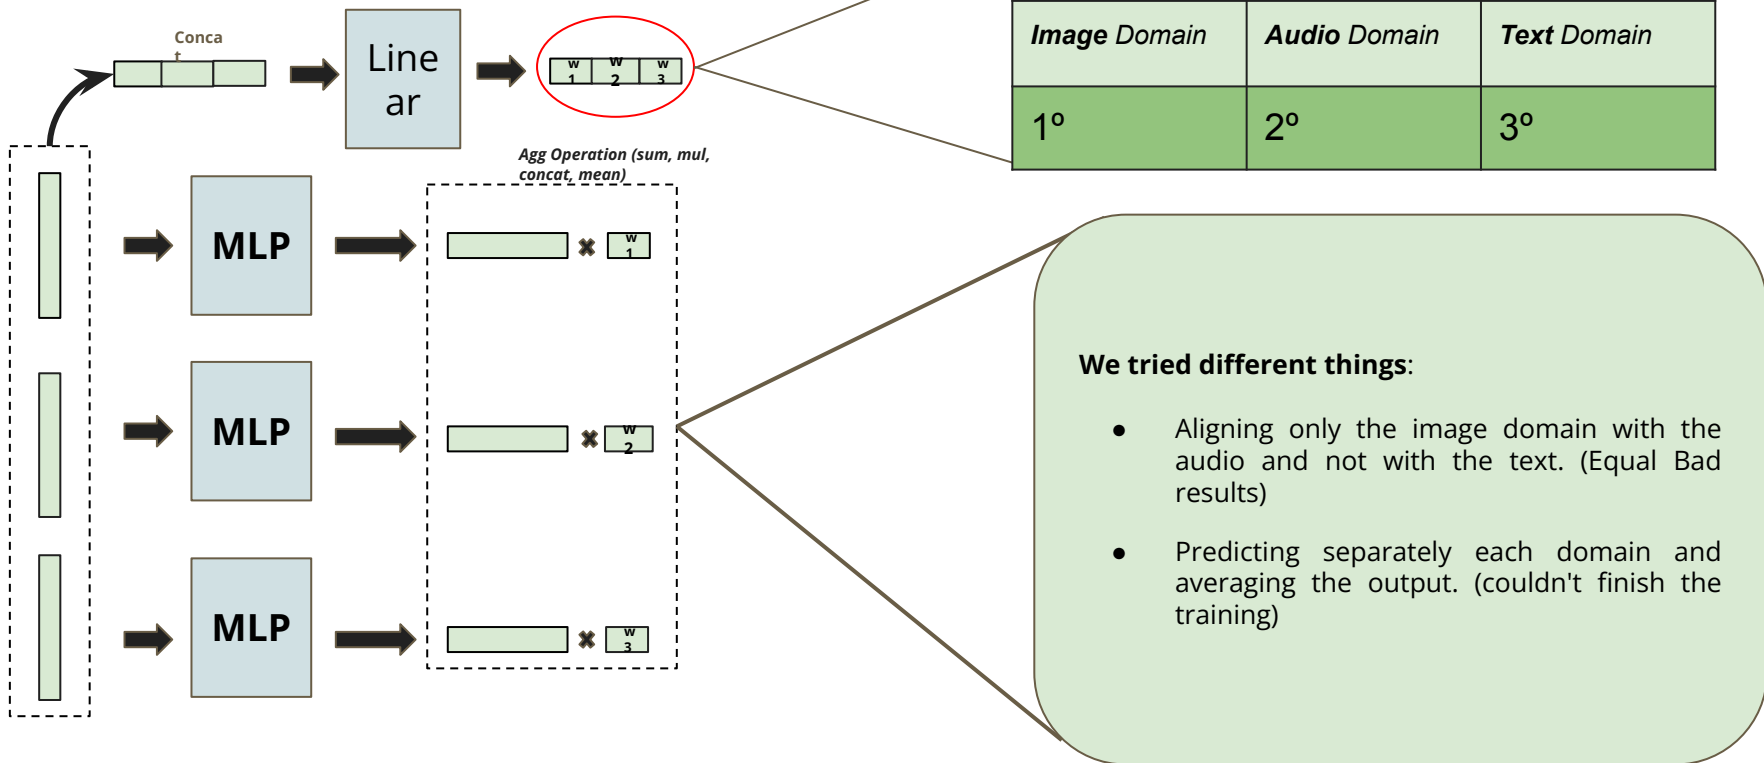 Conca
t
Line
ar
w w w
1 2 3
Image Domain Audio Domain Text Domain
1º 2º 3º
Agg Operation (sum, mul,
concat, mean)
MLP
w
1
MLP
w
2
MLP
w
3
We tried different things:
● Aligning only the image domain with the
audio and not with the text. (Equal Bad
results)
● Predicting separately each domain and
averaging the output. (couldn't finish the
training)